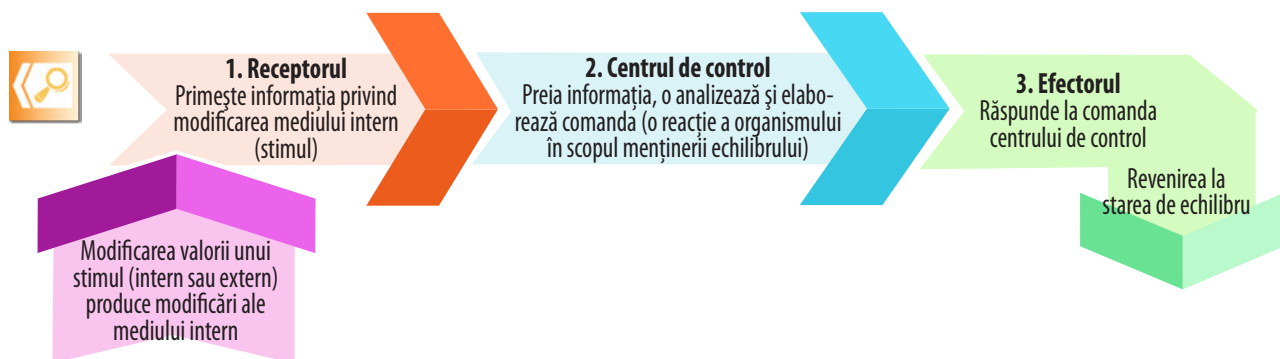 1. Receptorul
Primește informația privind
modificarea mediului intern
(stimul)
2. Centrul de control
Preia informația, o analizează și elabo-
rează comanda (o reacție a organismului
în scopul menținerii echilibrului)
3. Efectorul
Răspunde la comanda
centrului de control
Revenirea la
starea de echilibru
Modificarea valorii unui
stimul (intern sau extern)
produce modificări ale
mediului intern